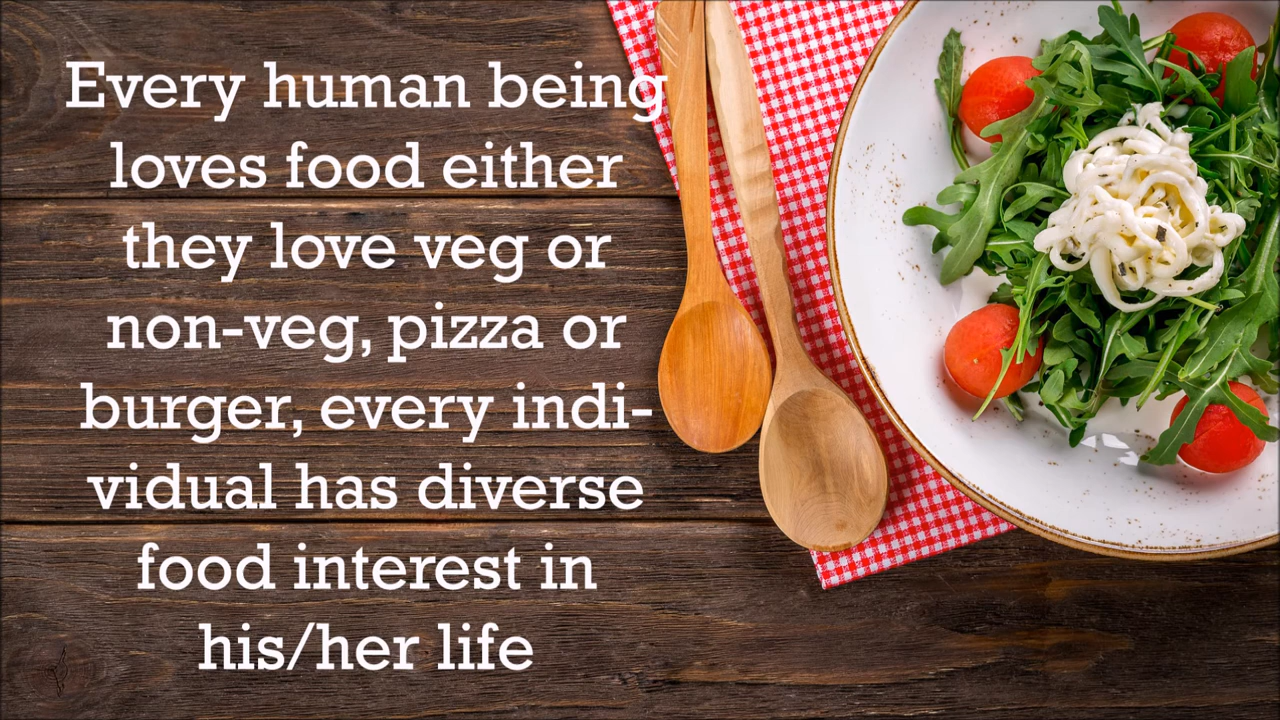 Every human being
loves food either
they love veg or
non-veg, pizza or
burger, every indi-
vidual has diverse
food interest in
his/her life